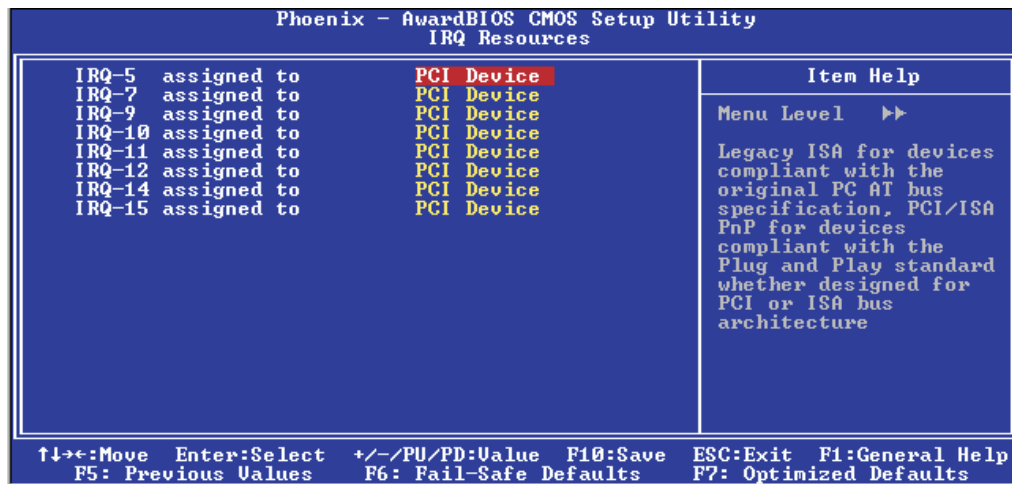 Phoenix - AwardBIOS CMOS Setup Utility
IRQ Resources
IRQ-5 assigned to PCI Device
IRQ-7 assigned to PCI Device
IRQ-9 assigned to PCI Device
IRQ-10 assigned to PCI Device
IRQ-11 assigned to PCI Device
IRQ-12 assigned to PCI Device
IRQ-14 assigned to PCI Device
IRQ-15 assigned to PCI Device
Item Help
Menu Level ▶▶
Legacy ISA for devices
compliant with the
original PC AT bus
specification, PCI/ISA
PnP for devices
compliant with the
Plug and Play standard
whether designed for
PCI or ISA bus
architecture
↑↓→←:Move Enter:Select +/-/PU/PD:Value F10:Save ESC:Exit F1:General Help
F5: Previous Values F6: Fail-Safe Defaults F7: Optimized Defaults